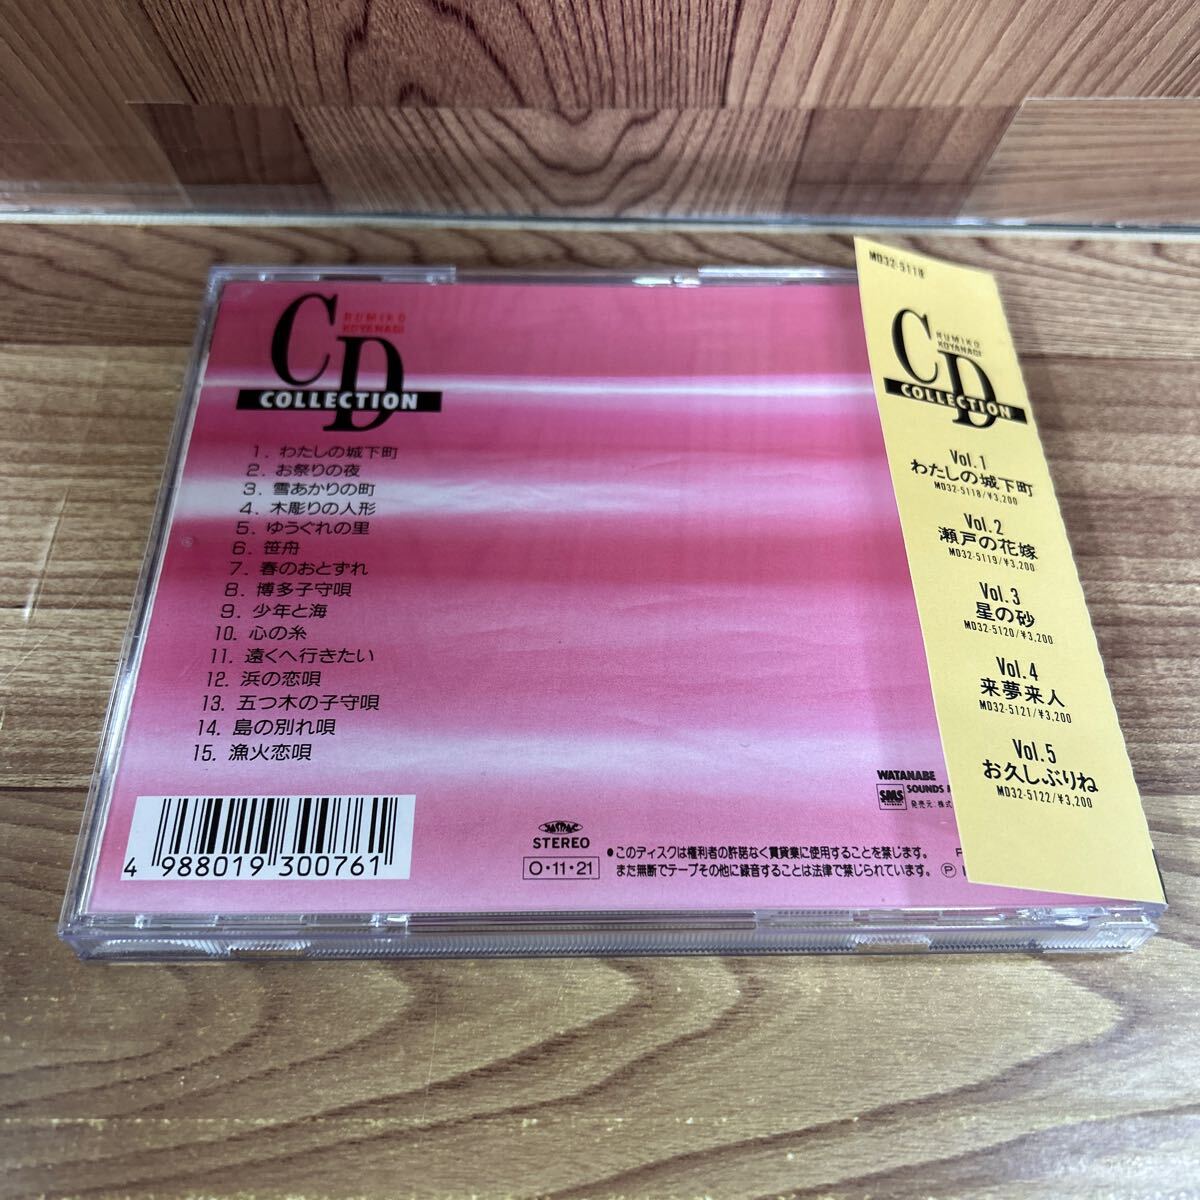 RUMIKO
KOYANAGI
CD
COLLECTION
1. わたしの城下町
2. お祭りの夜
3. 雪あかりの町
4. 木彫りの人形
5. ゆうぐれの里
6. 笹舟
7. 春のおとずれ
8. 博多子守唄
9. 少年と海
10. 心の糸
11. 遠くへ行きたい
12. 浜の恋唄
13. 五つ木の子守唄
14. 島の別れ唄
15. 漁火恋唄
4 988019 300761
JASRAC
STEREO
O・11・21
●このディスクは権利者の許諾なく賃貸業に使用することを禁じます。
また無断でテープその他に録音することは法律で禁じられています。
WATANABE
SMS
SOUNDS
発売元:株式
Ⓟ
MD32-5118
RUMIKO
KOYANAGI
CD
COLLECTION
Vol.1
わたしの城下町
MD32-5118/¥3,200
Vol.2
瀬戸の花嫁
MD32-5119/¥3,200
Vol.3
星の砂
MD32-5120/¥3,200
Vol.4
来夢来人
MD32-5121/¥3,200
Vol.5
お久しぶりね
MD32-5122/¥3,200